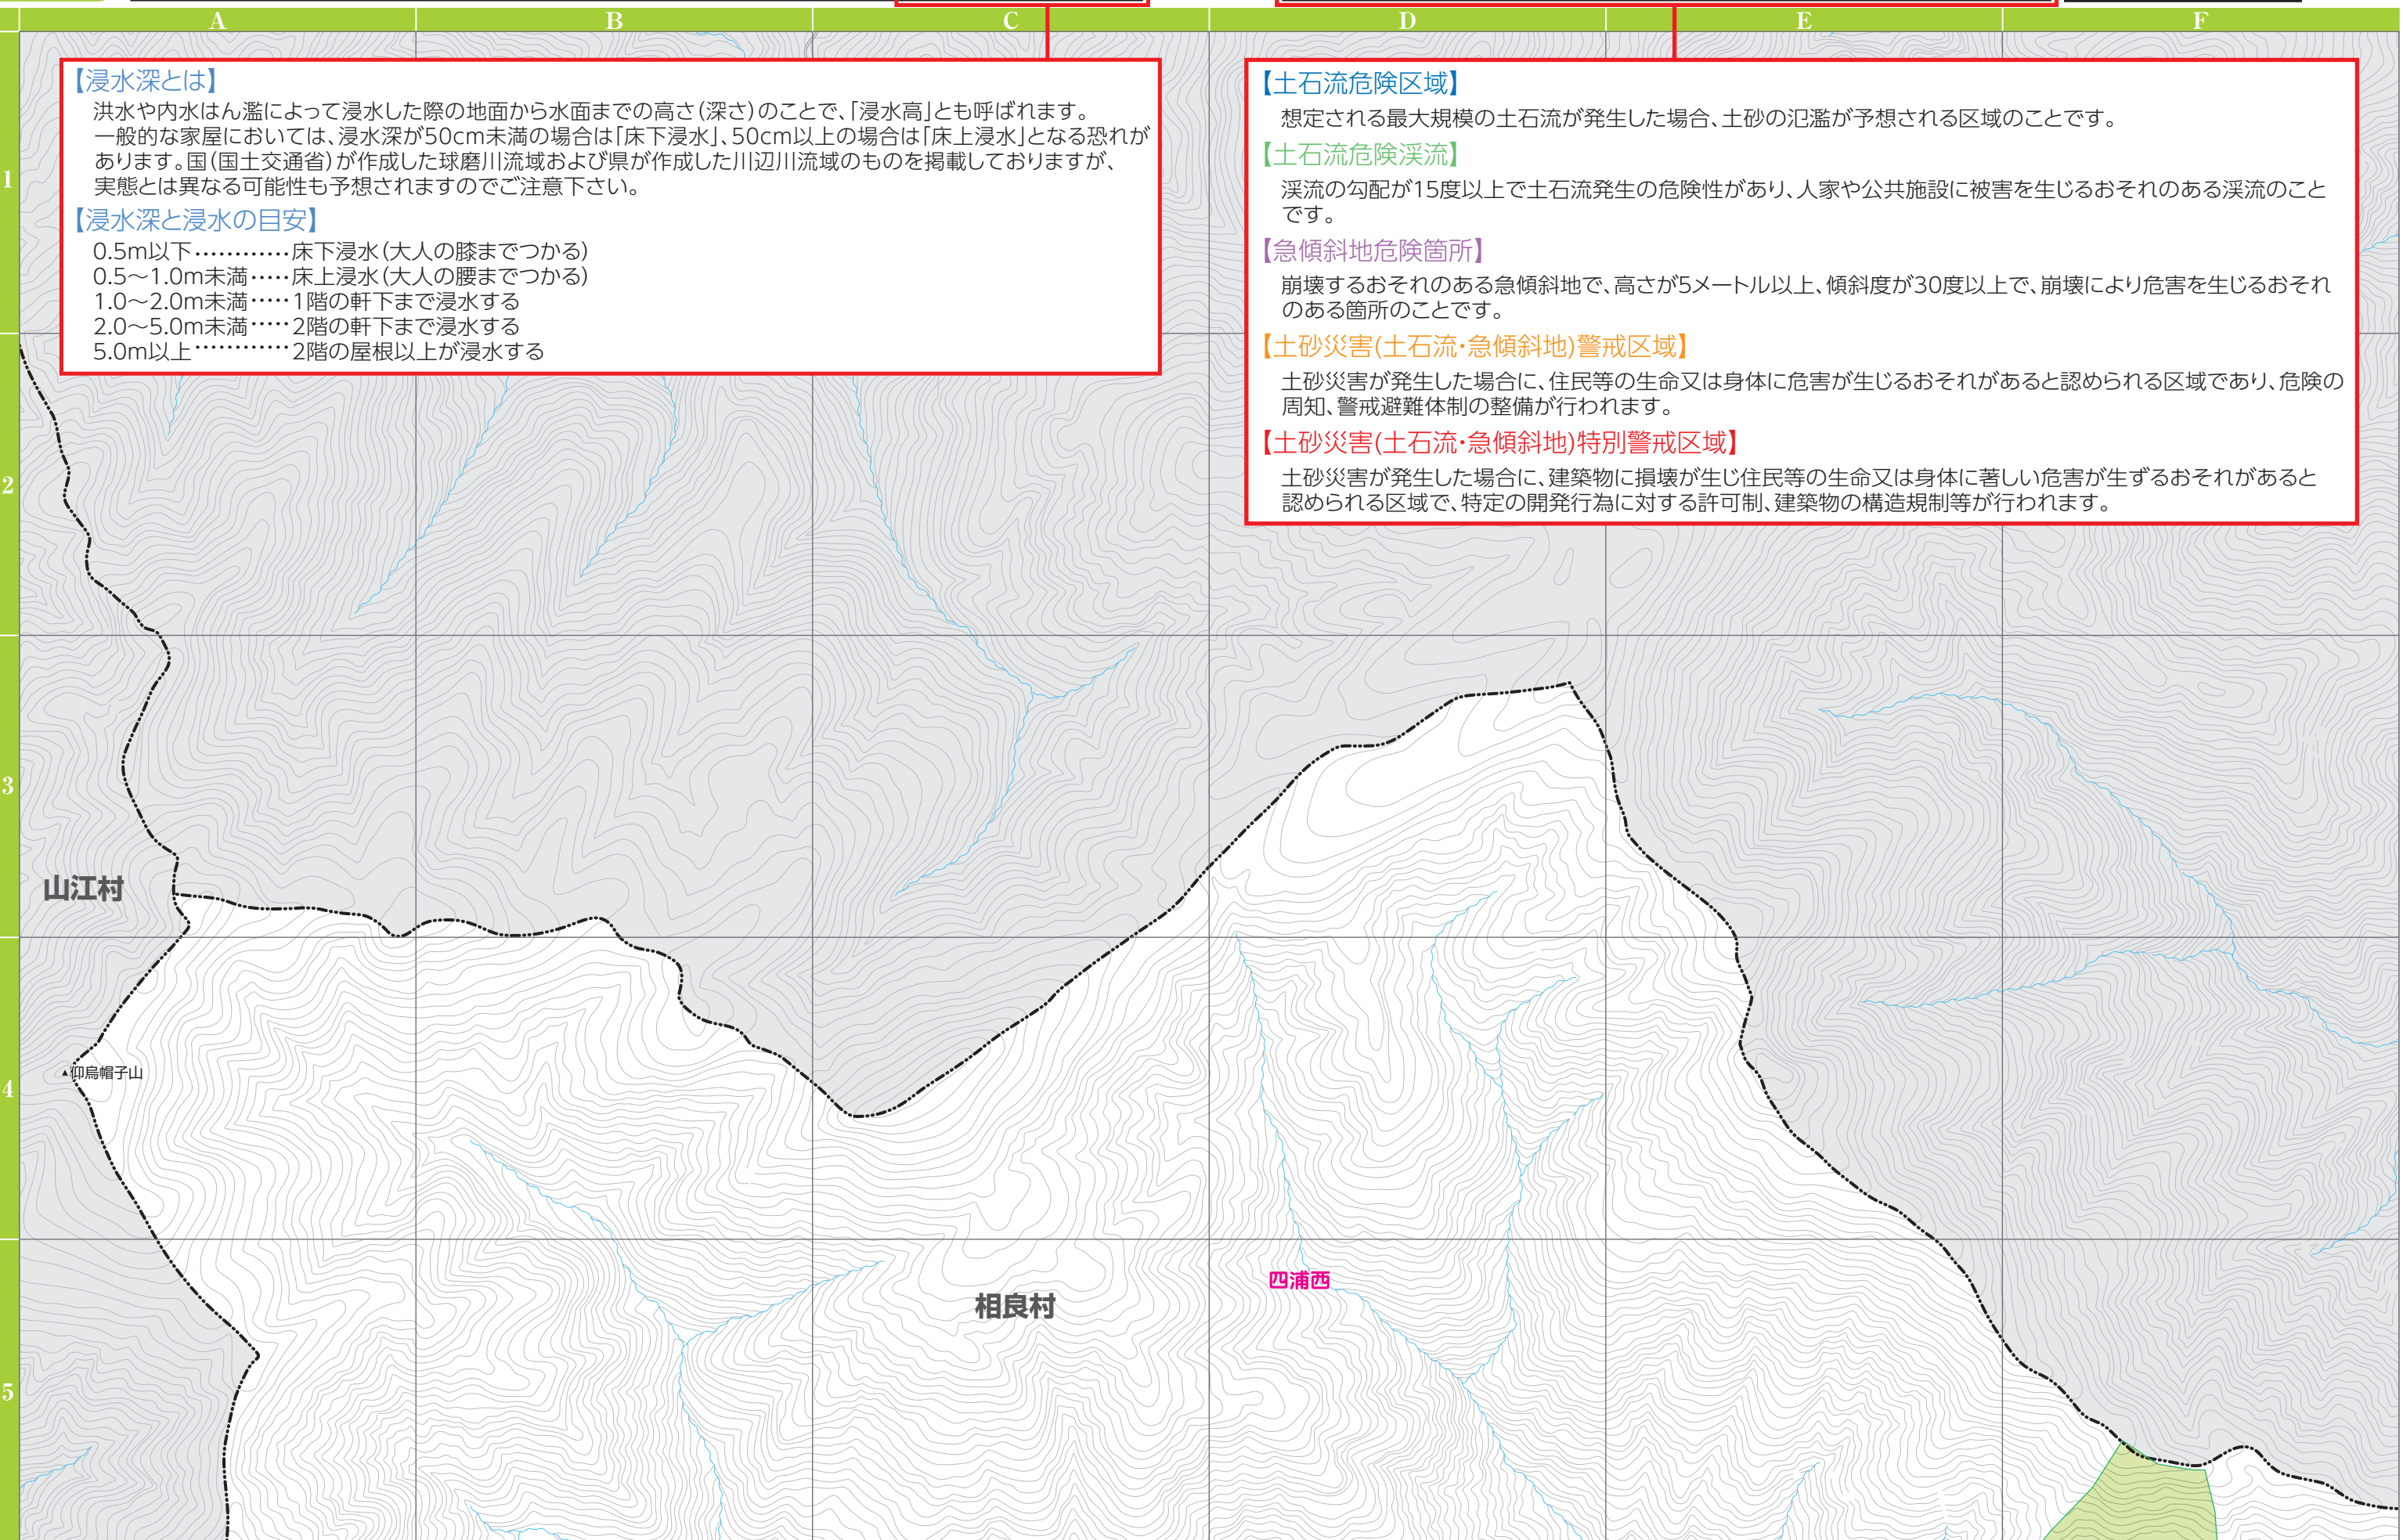 A B C D E F
【浸水深とは】
洪水や内水はん濫によって浸水した際の地面から水面までの高さ(深さ)のことで、「浸水高」とも呼ばれます。
一般的な家屋においては、浸水深が50cm未満の場合は「床下浸水」、50cm以上の場合は「床上浸水」となる恐れが
あります。国(国土交通省)が作成した球磨川流域および県が作成した川辺川流域のものを掲載しておりますが、
実態とは異なる可能性も予想されますのでご注意下さい。
【浸水深と浸水の目安】
0.5m以下…………床下浸水(大人の膝までつかる)
0.5～1.0m未満‥‥‥床上浸水(大人の腰までつかる)
1.0～2.0m未満‥‥‥1階の軒下まで浸水する
2.0～5.0m未満‥‥‥2階の軒下まで浸水する
5.0m以上…………2階の屋根以上が浸水する
【土石流危険区域】
想定される最大規模の土石流が発生した場合、土砂の氾濫が予想される区域のことです。
【土石流危険渓流】
渓流の勾配が15度以上で土石流発生の危険性があり、人家や公共施設に被害を生じるおそれのある渓流のこと
です。
【急傾斜地危険箇所】
崩壊するおそれのある急傾斜地で、高さが5メートル以上、傾斜度が30度以上で、崩壊により危害を生じるおそれ
のある箇所のことです。
【土砂災害(土石流・急傾斜地)警戒区域】
土砂災害が発生した場合に、住民等の生命又は身体に危害が生じるおそれがあると認められる区域であり、危険の
周知、警戒避難体制の整備が行われます。
【土砂災害(土石流・急傾斜地)特別警戒区域】
土砂災害が発生した場合に、建築物に損壊が生じ住民等の生命又は身体に著しい危害が生ずるおそれがあると
認められる区域で、特定の開発行為に対する許可制、建築物の構造規制等が行われます。
1
2
3
山江村
▲仰烏帽子山
4
四浦西
相良村
5